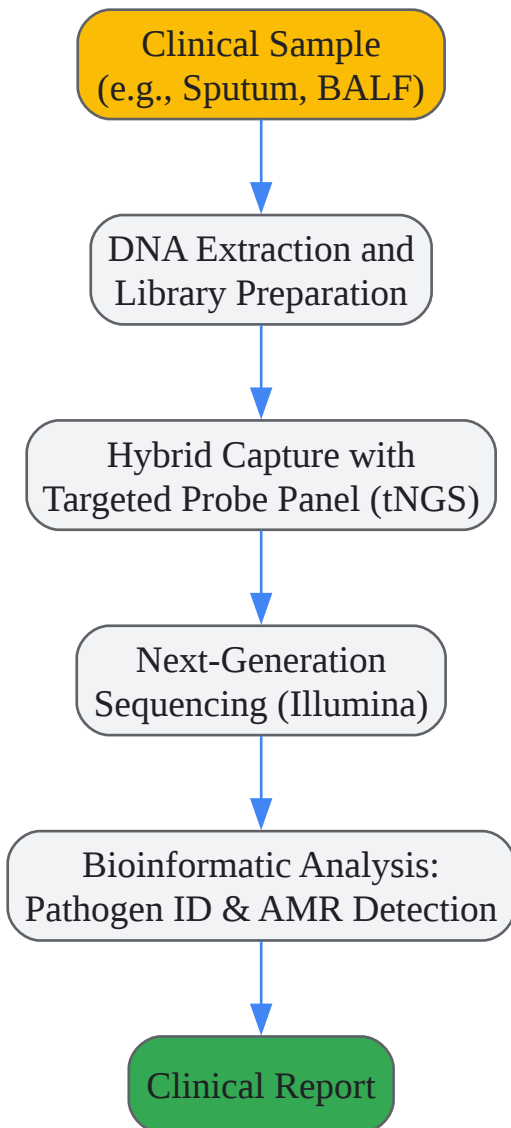 Clinical Sample
(e.g., Sputum, BALF)
DNA Extraction and
Library Preparation
Hybrid Capture with
Targeted Probe Panel (tNGS)
Next-Generation
Sequencing (Illumina)
Bioinformatic Analysis:
Pathogen ID & AMR Detection
Clinical Report